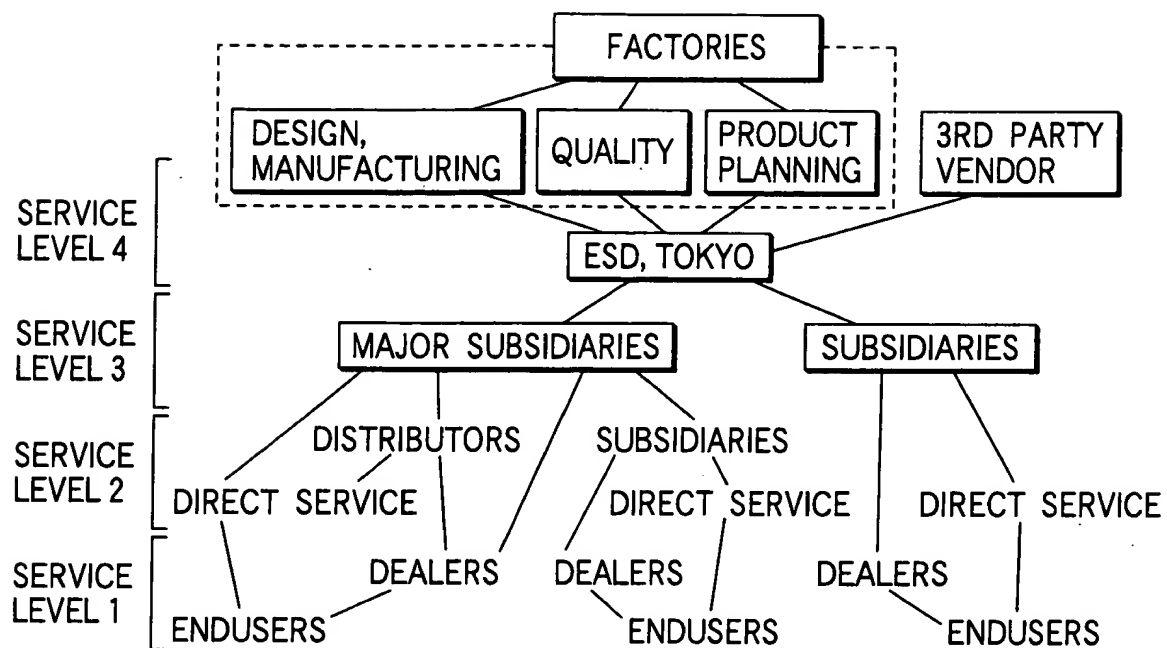 FACTORIES
DESIGN,
MANUFACTURING
QUALITY
PRODUCT
PLANNING
3RD PARTY
VENDOR
SERVICE
LEVEL 4
ESD, TOKYO
SERVICE
LEVEL 3
MAJOR SUBSIDIARIES
SUBSIDIARIES
SERVICE
LEVEL 2
DISTRIBUTORS
SUBSIDIARIES
DIRECT SERVICE
DIRECT SERVICE
DIRECT SERVICE
SERVICE
LEVEL 1
DEALERS
DEALERS
DEALERS
ENDUSERS
ENDUSERS
ENDUSERS